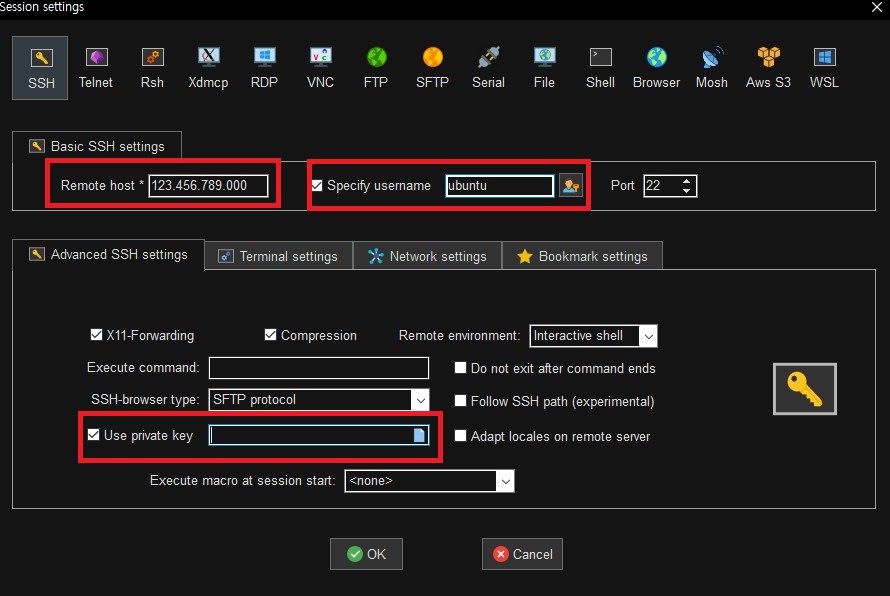 Session settings
SSH Telnet Rsh Xdmcp RDP VNC FTP SFTP Serial File Shell Browser Mosh Aws S3 WSL
Basic SSH settings
Remote host * 123.456.789.000 Specify username ubuntu Port 22
Advanced SSH settings Terminal settings Network settings Bookmark settings
X11-Forwarding Compression Remote environment: Interactive shell
Execute command: Do not exit after command ends
SSH-browser type: SFTP protocol Follow SSH path (experimental)
Use private key Adapt locales on remote server
Execute macro at session start: <none>
OK Cancel